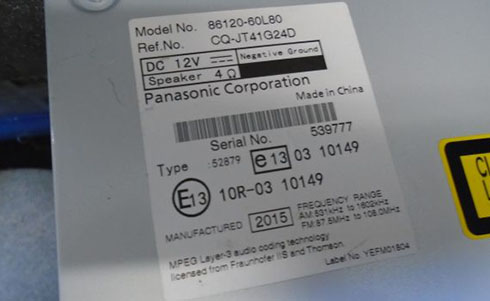 Model No. 86120-60L80
Ref.No. CQ-JT41G24D
DC 12V Negative Ground
Speaker 4Ω
Panasonic Corporation
Made in China
Serial No. 539777
Type :52879 e13 03 10149
E13 10R-03 10149
MANUFACTURED 2015 FREQUENCY RANGE
AM:531kHz to 1602kHz
FM:87.5MHz to 108.0MHz
MPEG Layer-3 audio coding technology
licensed from Fraunhofer IIS and Thomson.
Label No. YEFM01804